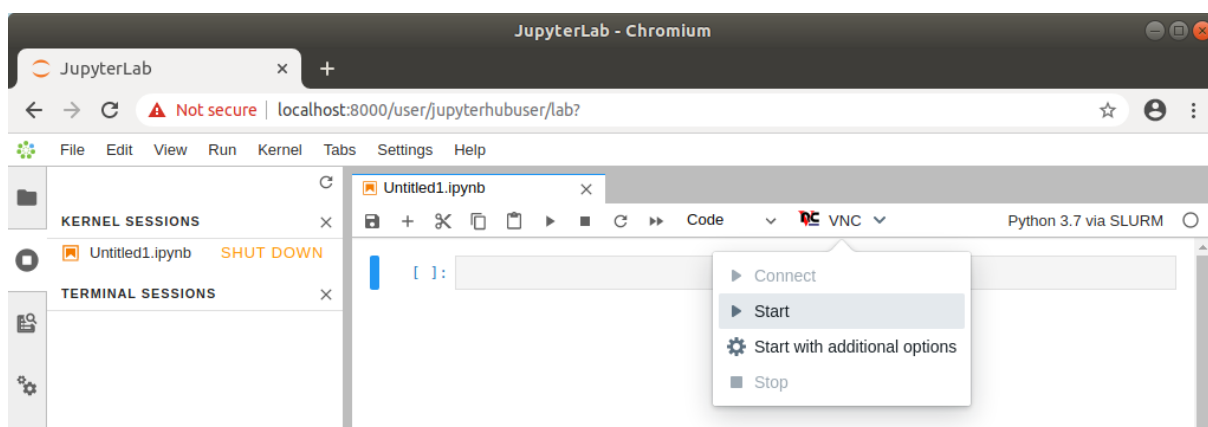 JupyterLab - Chromium
JupyterLab
Not secure | localhost:8000/user/jupyterhubuser/lab?
File Edit View Run Kernel Tabs Settings Help
Untitled1.ipynb
KERNEL SESSIONS
Code VNC Python 3.7 via SLURM
Untitled1.ipynb SHUT DOWN
[ ]:
TERMINAL SESSIONS
Connect
Start
Start with additional options
Stop